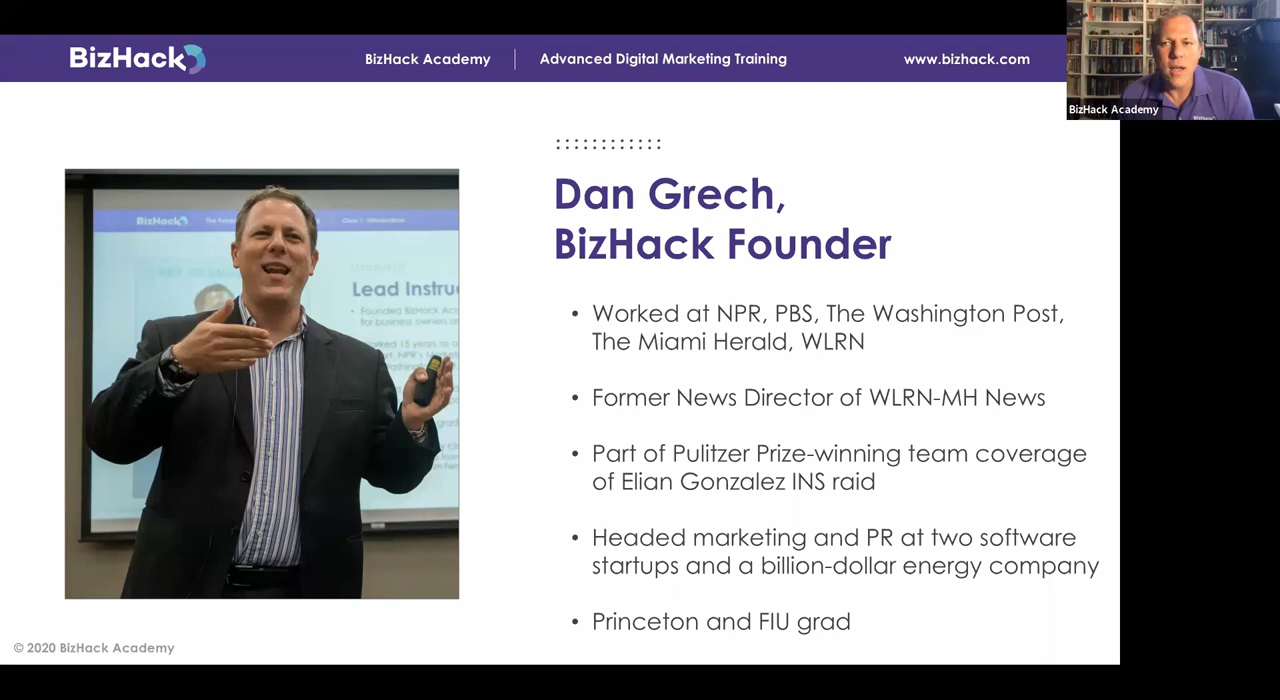 BizHack
BizHack Academy
Advanced Digital Marketing Training
www.bizhack.com
BizHack Academy
Dan Grech,
BizHack Founder
• Worked at NPR, PBS, The Washington Post,
The Miami Herald, WLRN
• Former News Director of WLRN-MH News
• Part of Pulitzer Prize-winning team coverage
of Elian Gonzalez INS raid
• Headed marketing and PR at two software
startups and a billion-dollar energy company
• Princeton and FIU grad
BizHack
Lead Instru
© 2020 BizHack Academy